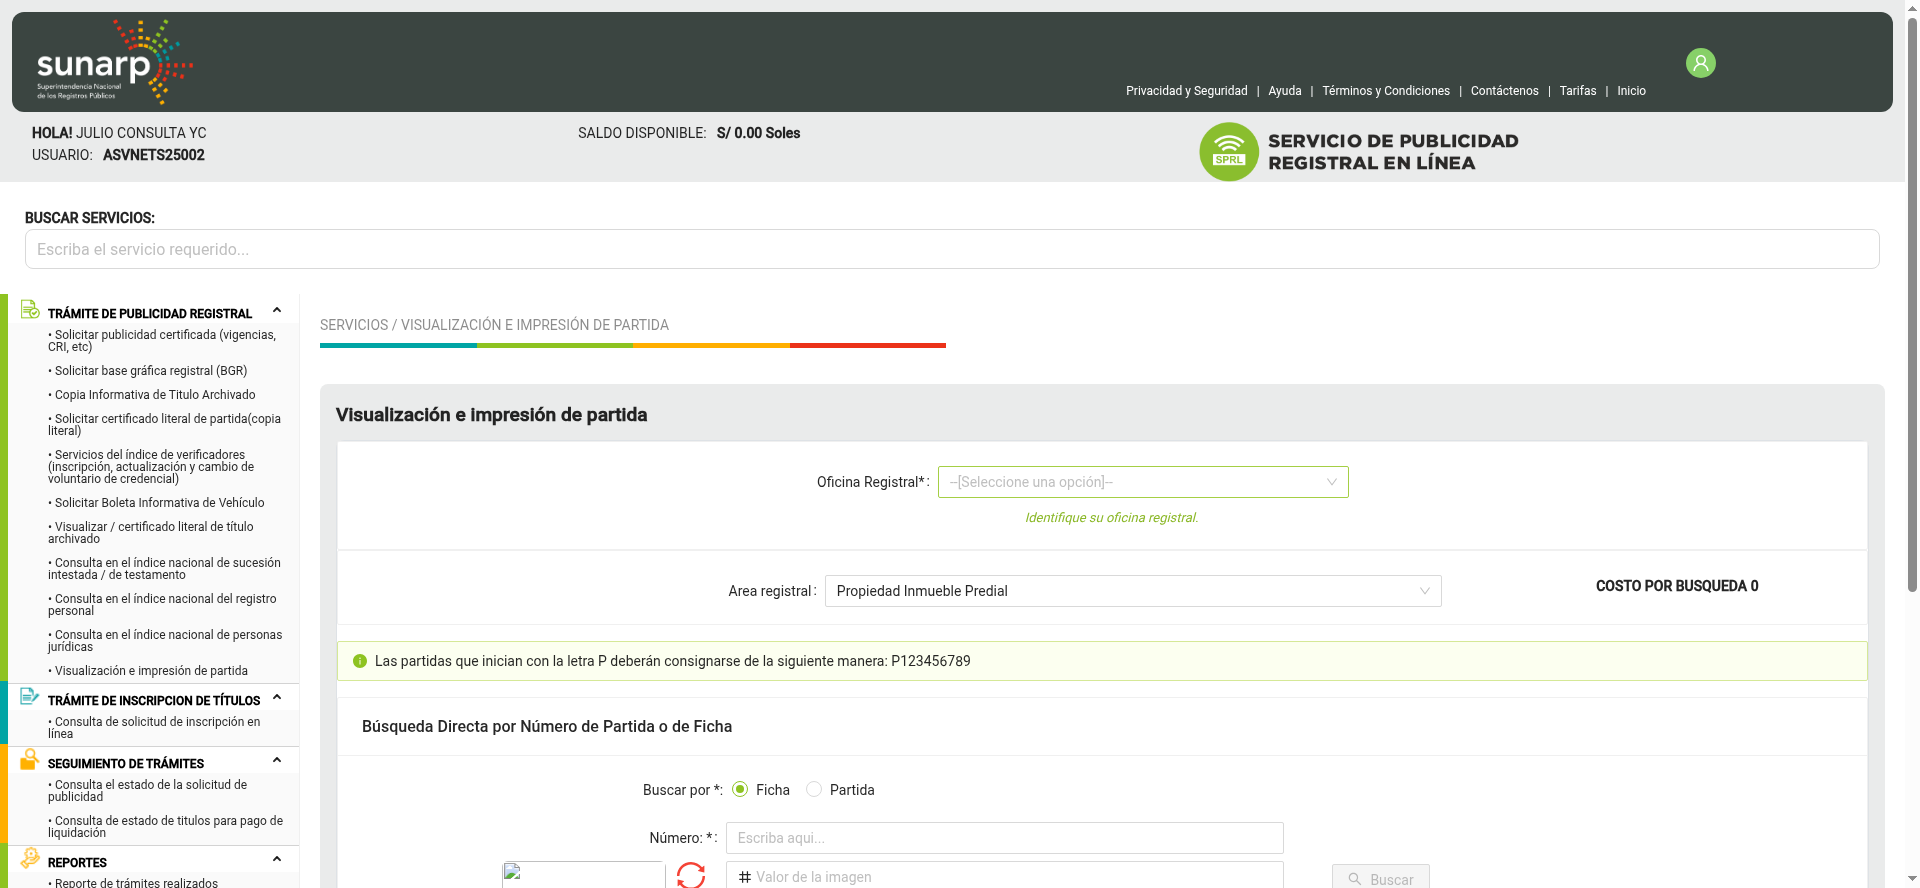 sunarp
Superintendencia Nacional
de los Registros Públicos
Privacidad y Seguridad | Ayuda | Términos y Condiciones | Contáctenos | Tarifas | Inicio
HOLA! JULIO CONSULTA YC
USUARIO: ASVNETS25002
SALDO DISPONIBLE: S/ 0.00 Soles
SPRL
SERVICIO DE PUBLICIDAD
REGISTRAL EN LÍNEA
BUSCAR SERVICIOS:
Escriba el servicio requerido...
TRÁMITE DE PUBLICIDAD REGISTRAL
• Solicitar publicidad certificada (vigencias,
CRI, etc)
• Solicitar base gráfica registral (BGR)
• Copia Informativa de Titulo Archivado
• Solicitar certificado literal de partida(copia
literal)
• Servicios del índice de verificadores
(inscripción, actualización y cambio de
voluntario de credencial)
• Solicitar Boleta Informativa de Vehículo
• Visualizar / certificado literal de título
archivado
• Consulta en el índice nacional de sucesión
intestada / de testamento
• Consulta en el índice nacional del registro
personal
• Consulta en el índice nacional de personas
jurídicas
• Visualización e impresión de partida
TRÁMITE DE INSCRIPCION DE TÍTULOS
• Consulta de solicitud de inscripción en
línea
SEGUIMIENTO DE TRÁMITES
• Consulta el estado de la solicitud de
publicidad
• Consulta de estado de titulos para pago de
liquidación
REPORTES
• Reporte de trámites realizados
SERVICIOS / VISUALIZACIÓN E IMPRESIÓN DE PARTIDA
Visualización e impresión de partida
Oficina Registral* : --[Seleccione una opción]--
Identifique su oficina registral.
Area registral : Propiedad Inmueble Predial
COSTO POR BUSQUEDA 0
Las partidas que inician con la letra P deberán consignarse de la siguiente manera: P123456789
Búsqueda Directa por Número de Partida o de Ficha
Buscar por *: Ficha Partida
Número: * : Escriba aqui...
# Valor de la imagen
Buscar